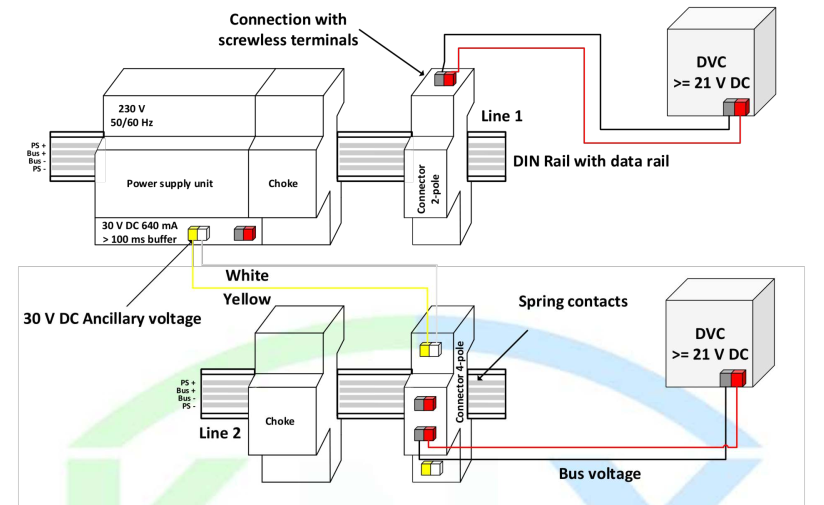 Connection with
screwless terminals
DVC
>= 21 V DC
230 V
50/60 Hz
Line 1
PS +
Bus +
Bus -
PS -
DIN Rail with data rail
Power supply unit
Choke
Connector
2-pole
30 V DC 640 mA
> 100 ms buffer
White
Yellow
30 V DC Ancillary voltage
Spring contacts
DVC
>= 21 V DC
Connector 4-pole
PS +
Bus +
Bus -
PS -
Line 2
Choke
Bus voltage